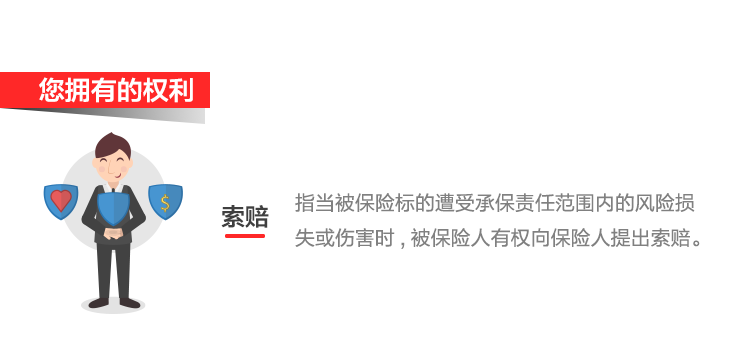 您拥有的权利
索赔
指当被保险标的遭受承保责任范围内的风险损
失或伤害时，被保险人有权向保险人提出索赔。
$